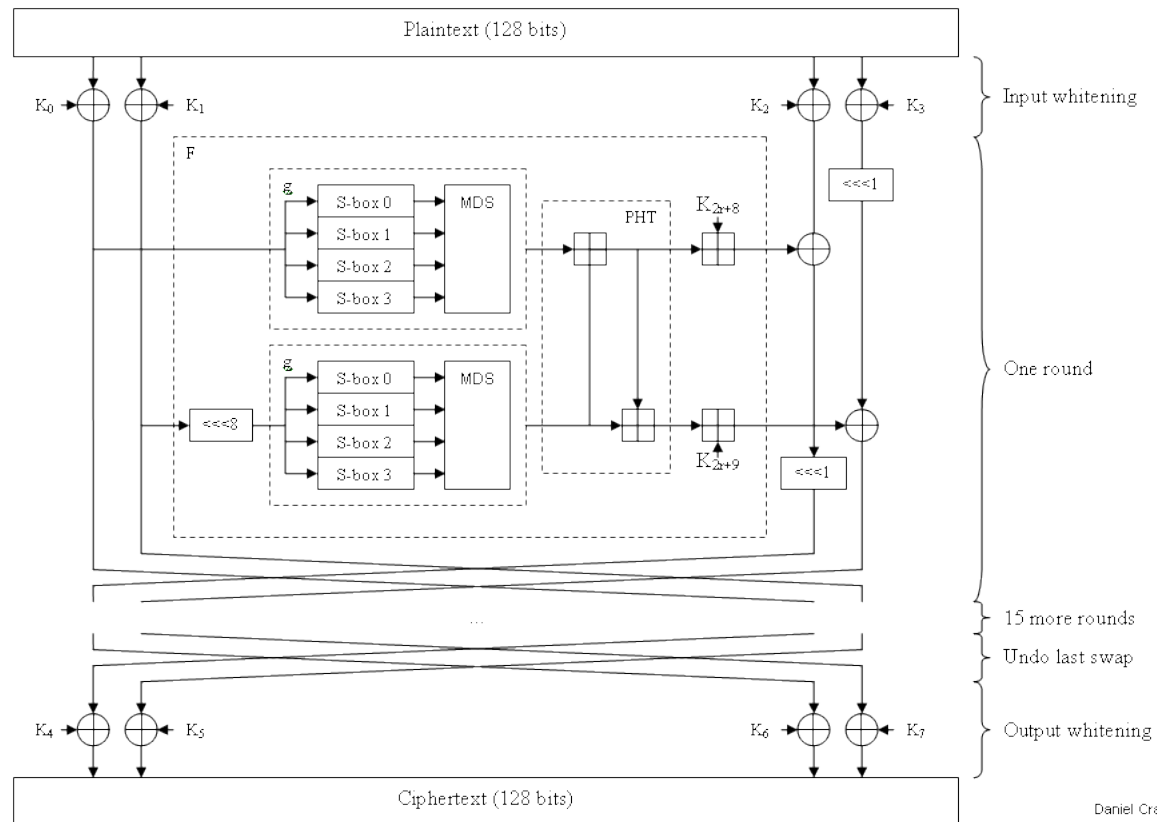 Plaintext (128 bits)
K0
K1
K2
K3
Input whitening
F
<<<1
g
S-box 0
S-box 1
S-box 2
S-box 3
MDS
PHT
K2r+8
One round
<<<8
g
S-box 0
S-box 1
S-box 2
S-box 3
MDS
K2r+9
<<<1
...
15 more rounds
Undo last swap
K4
K5
K6
K7
Output whitening
Ciphertext (128 bits)
Daniel Cra